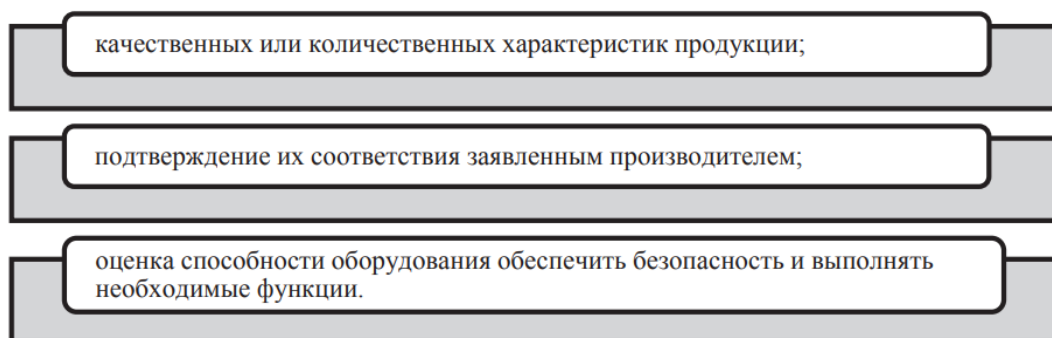 качественных или количественных характеристик продукции;
подтверждение их соответствия заявленным производителем;
оценка способности оборудования обеспечить безопасность и выполнять
необходимые функции.